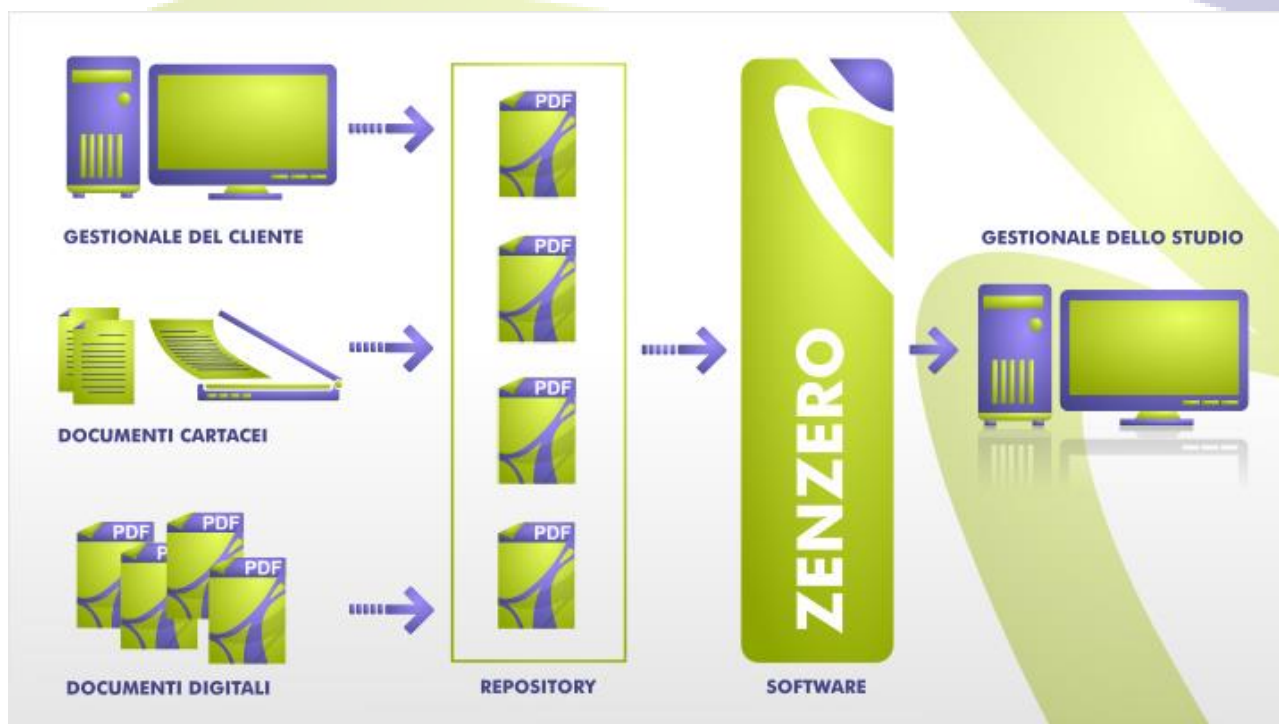 GESTIONALE DEL CLIENTE
DOCUMENTI CARTACEI
PDF
PDF
P
PDF
DOCUMENTI DIGITALI
PDF
PDF
PDF
PDF
REPOSITORY
ZENZERO
SOFTWARE
GESTIONALE DELLO STUDIO